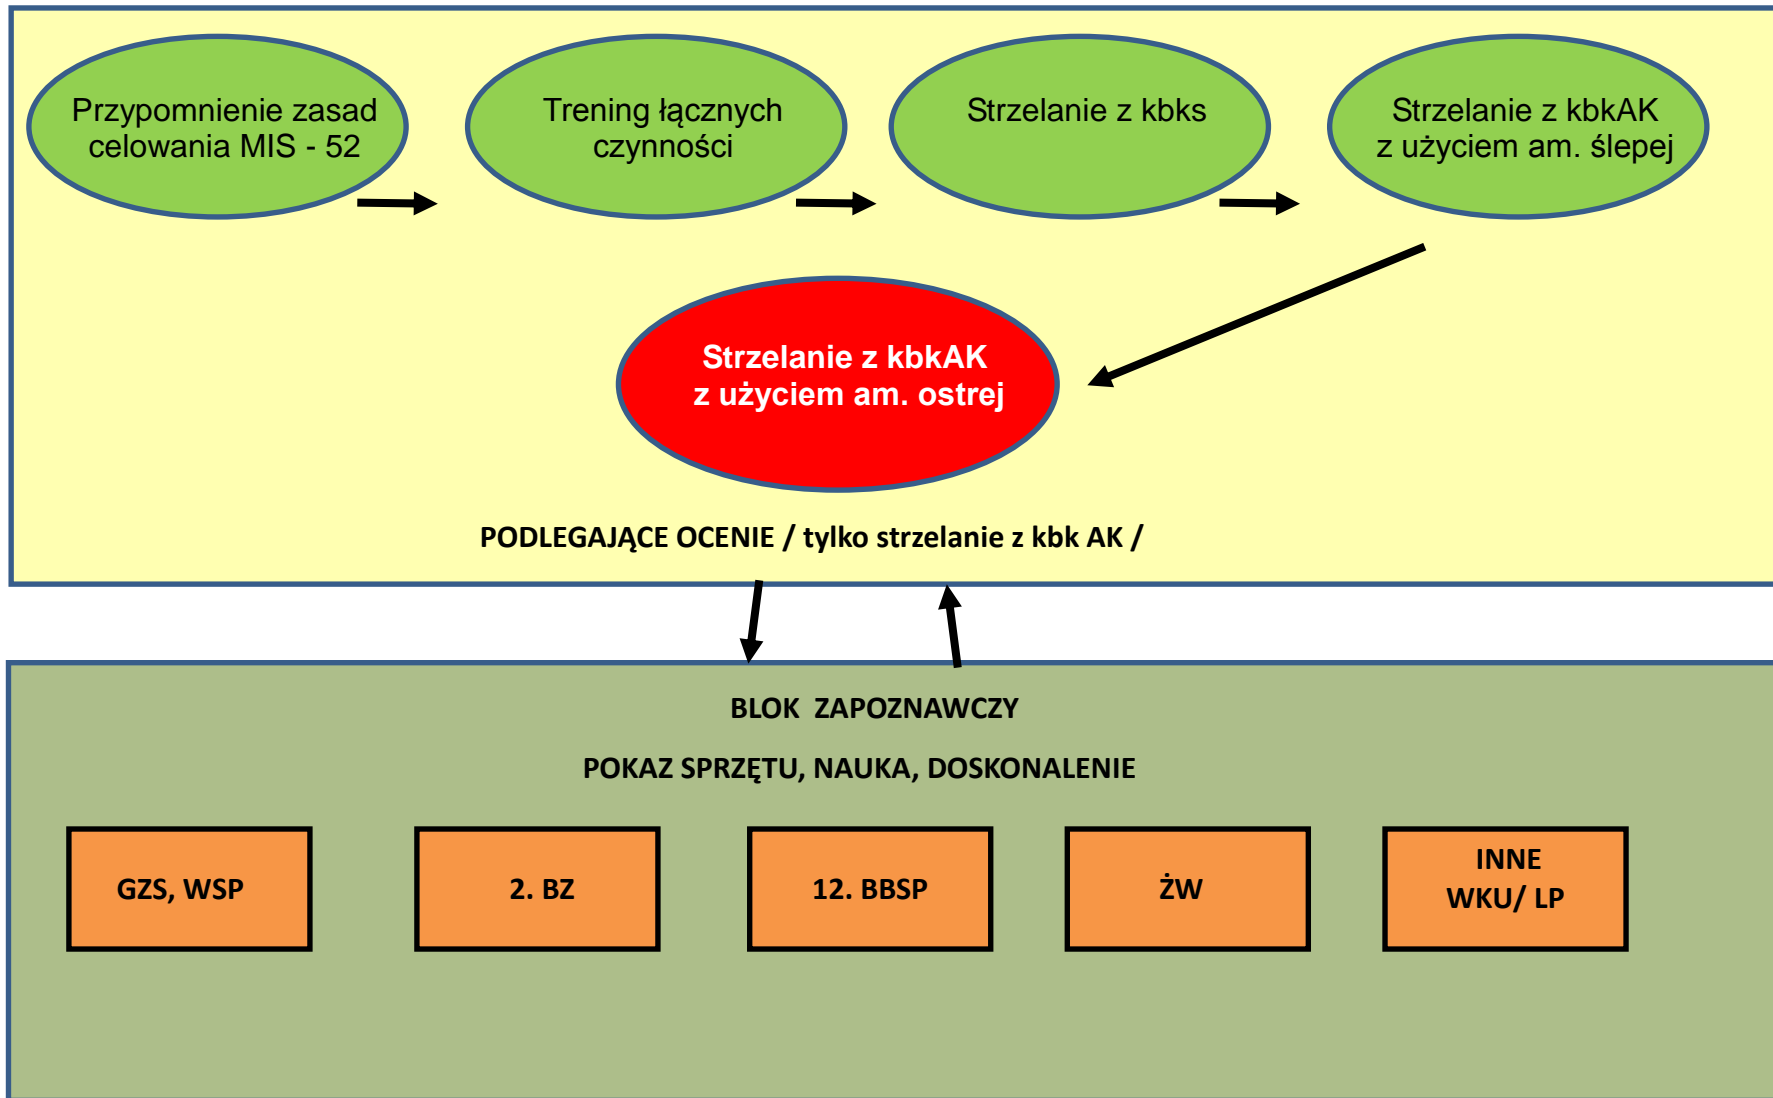 Przypomnienie zasad
celowania MIS - 52
Trening łącznych
czynności
Strzelanie z kbks
Strzelanie z kbkAK
z użyciem am. ślepej
Strzelanie z kbkAK
z użyciem am. ostrej
PODLEGAJĄCE OCENIE / tylko strzelanie z kbk AK /
BLOK ZAPOZNAWCZY
POKAZ SPRZĘTU, NAUKA, DOSKONALENIE
GZS, WSP
2. BZ
12. BBSP
ŻW
INNE
WKU/ LP